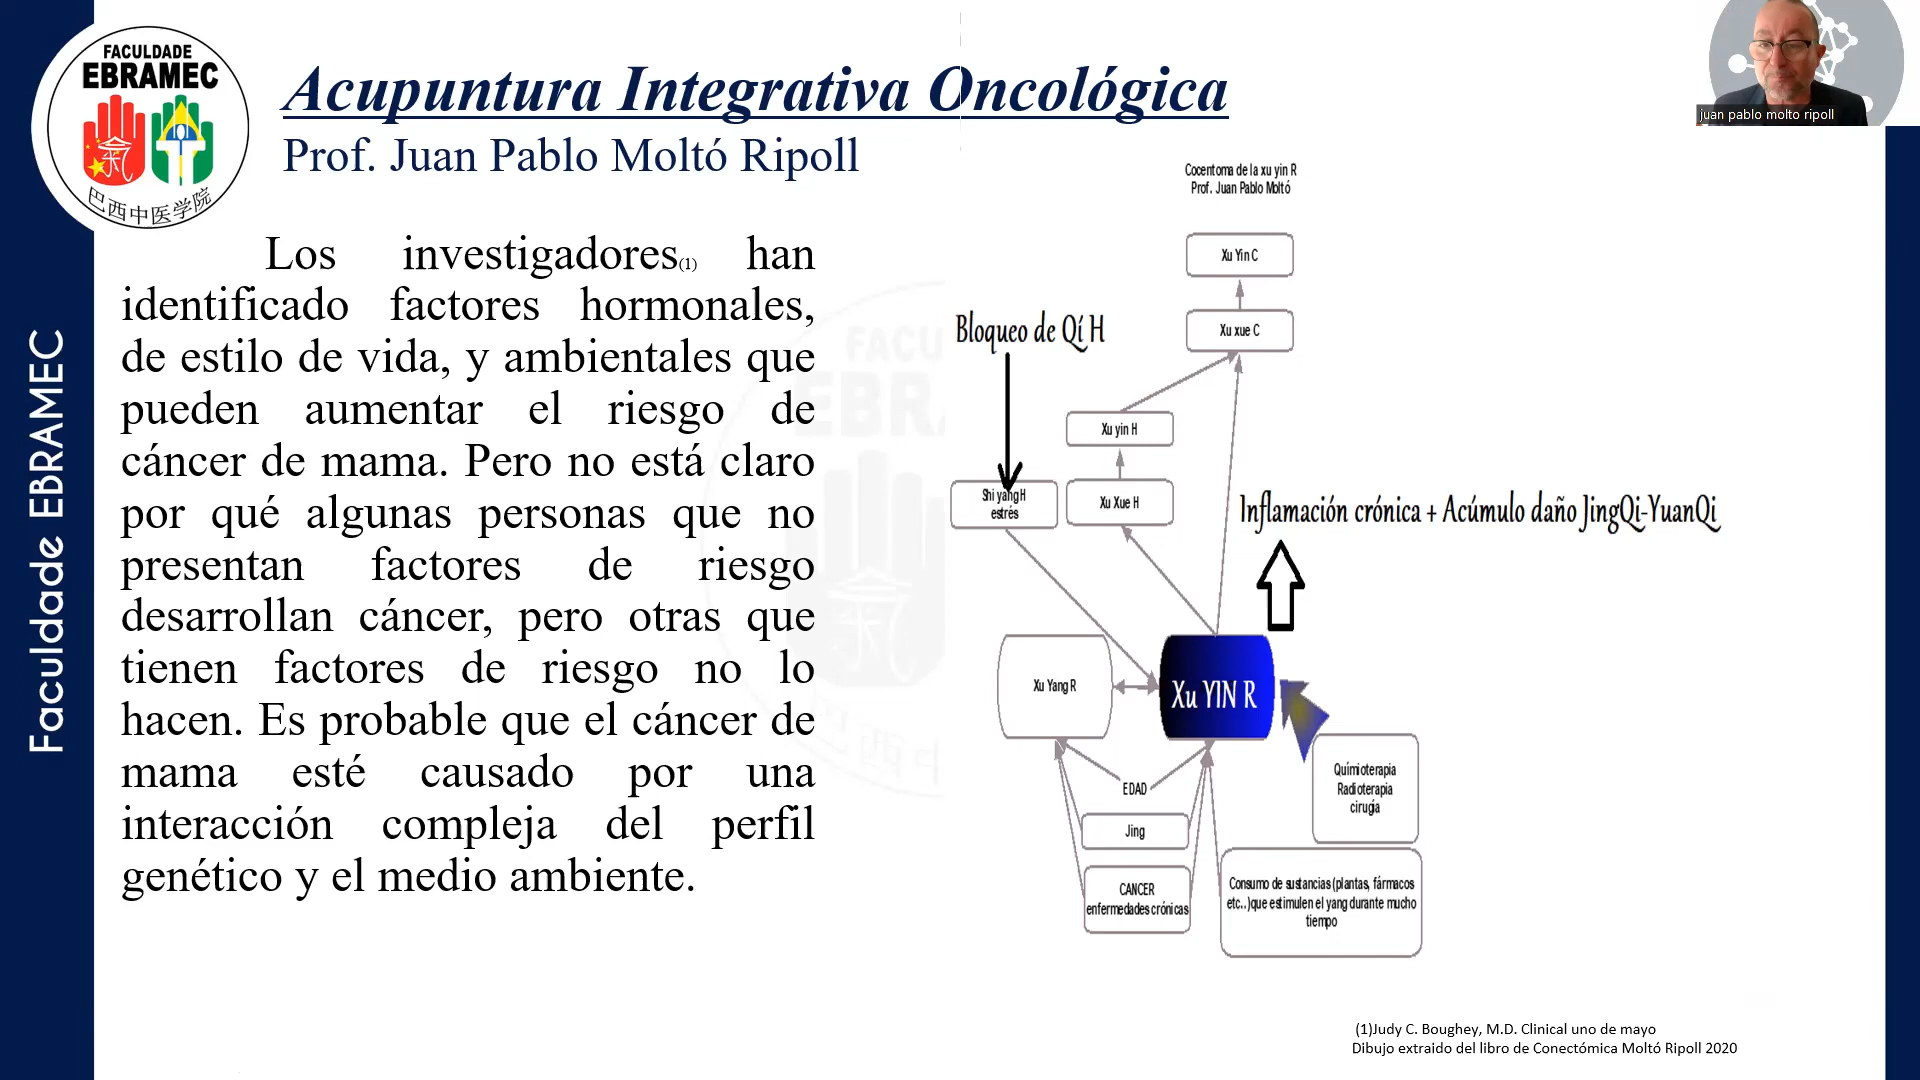 FACULDADE
EBRAMEC
巴西中医学院
Faculdade EBRAMEC
Acupuntura Integrativa Oncológica
Prof. Juan Pablo Moltó Ripoll
juan pablo molto ripoll
Los investigadores(1) han
identificado factores hormonales,
de estilo de vida, y ambientales que
pueden aumentar el riesgo de
cáncer de mama. Pero no está claro
por qué algunas personas que no
presentan factores de riesgo
desarrollan cáncer, pero otras que
tienen factores de riesgo no lo
hacen. Es probable que el cáncer de
mama esté causado por una
interacción compleja del perfil
genético y el medio ambiente.
Cocentoma de la xu yin R
Prof. Juan Pablo Moltó
Xu Yin C
Xu xue C
Bloqueo de Qí H
Xu yin H
Shi yang H
estrés
Xu Xue H
Inflamación crónica + Acúmulo daño JingQi-YuanQi
Xu Yang R
Xu YIN R
EDAD
Jing
CANCER
enfermedades crónicas
Químioterapia
Radioterapia
cirugía
Consumo de sustancias (plantas, fármacos
etc..)que estimulen el yang durante mucho
tiempo
(1)Judy C. Boughey, M.D. Clinical uno de mayo
Dibujo extraido del libro de Conectómica Moltó Ripoll 2020